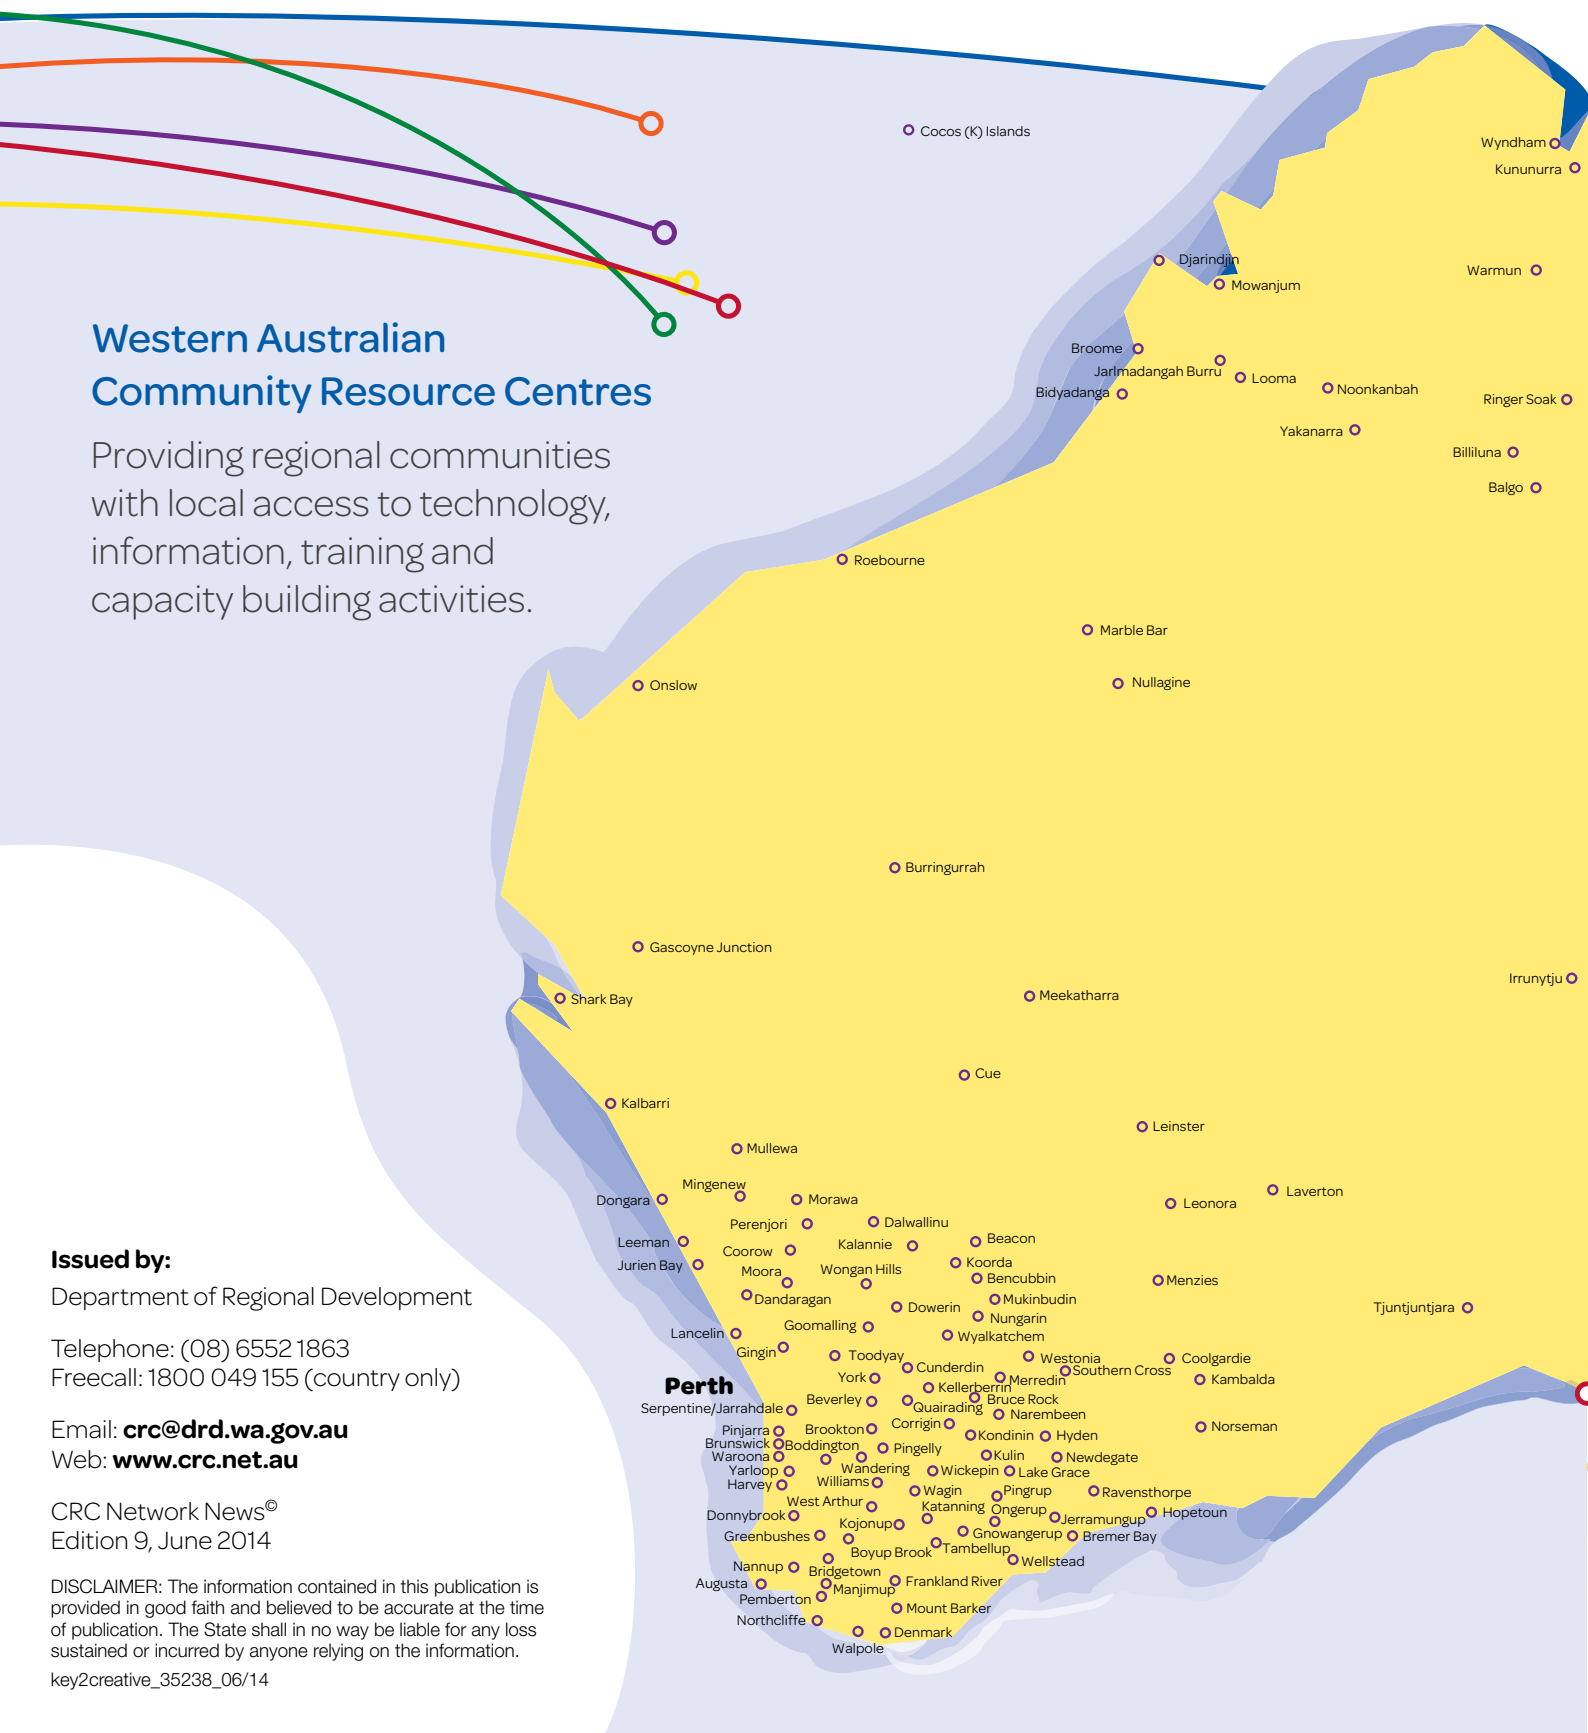 Cocos (K) Islands
Wyndham
Kununurra
Djarindjin
Warmun
Mowanjum
Western Australian
Community Resource Centres
Broome
Jarlmadangah Burru
Looma
Bidyadanga
Noonkanbah
Ringer Soak
Yakanarra
Billiluna
Balgo
Providing regional communities
with local access to technology,
information, training and
capacity building activities.
Roebourne
Marble Bar
Nullagine
Onslow
Burringurrah
Gascoyne Junction
Irrunytju
Shark Bay
Meekatharra
Cue
Kalbarri
Leinster
Mullewa
Mingenew
Dongara
Morawa
Laverton
Leonora
Perenjori
Dalwallinu
Leeman
Coorow
Kalannie
Beacon
Jurien Bay
Moora
Wongan Hills
Koorda
Bencubbin
Menzies
Dandaragan
Dowerin
Mukinbudin
Tjuntjuntjara
Nungarin
Goomalling
Lancelin
Wyalkatchem
Gingin
Toodyay
Westonia
Coolgardie
Cunderdin
Southern Cross
York
Merredin
Kambalda
Perth
Kellerberrin
Beverley
Bruce Rock
Serpentine/Jarrahdale
Quairading
Narembeen
Pinjarra
Brookton
Corrigin
Norseman
Kondinin
Hyden
Brunswick
Boddington
Pingelly
Waroona
Kulin
Newdegate
Yarloop
Wandering
Wickepin
Lake Grace
Harvey
Williams
Wagin
Pingrup
Ravensthorpe
West Arthur
Katanning
Ongerup
Hopetoun
Donnybrook
Kojonup
Jerramungup
Greenbushes
Gnowangerup
Bremer Bay
Boyup Brook
Tambellup
Nannup
Bridgetown
Wellstead
Augusta
Manjimup
Frankland River
Pemberton
Mount Barker
Northcliffe
Denmark
Walpole
Issued by:
Department of Regional Development
Telephone: (08) 6552 1863
Freecall: 1800 049 155 (country only)
Email: crc@drd.wa.gov.au
Web: www.crc.net.au
CRC Network News©
Edition 9, June 2014
DISCLAIMER: The information contained in this publication is
provided in good faith and believed to be accurate at the time
of publication. The State shall in no way be liable for any loss
sustained or incurred by anyone relying on the information.
key2creative_35238_06/14